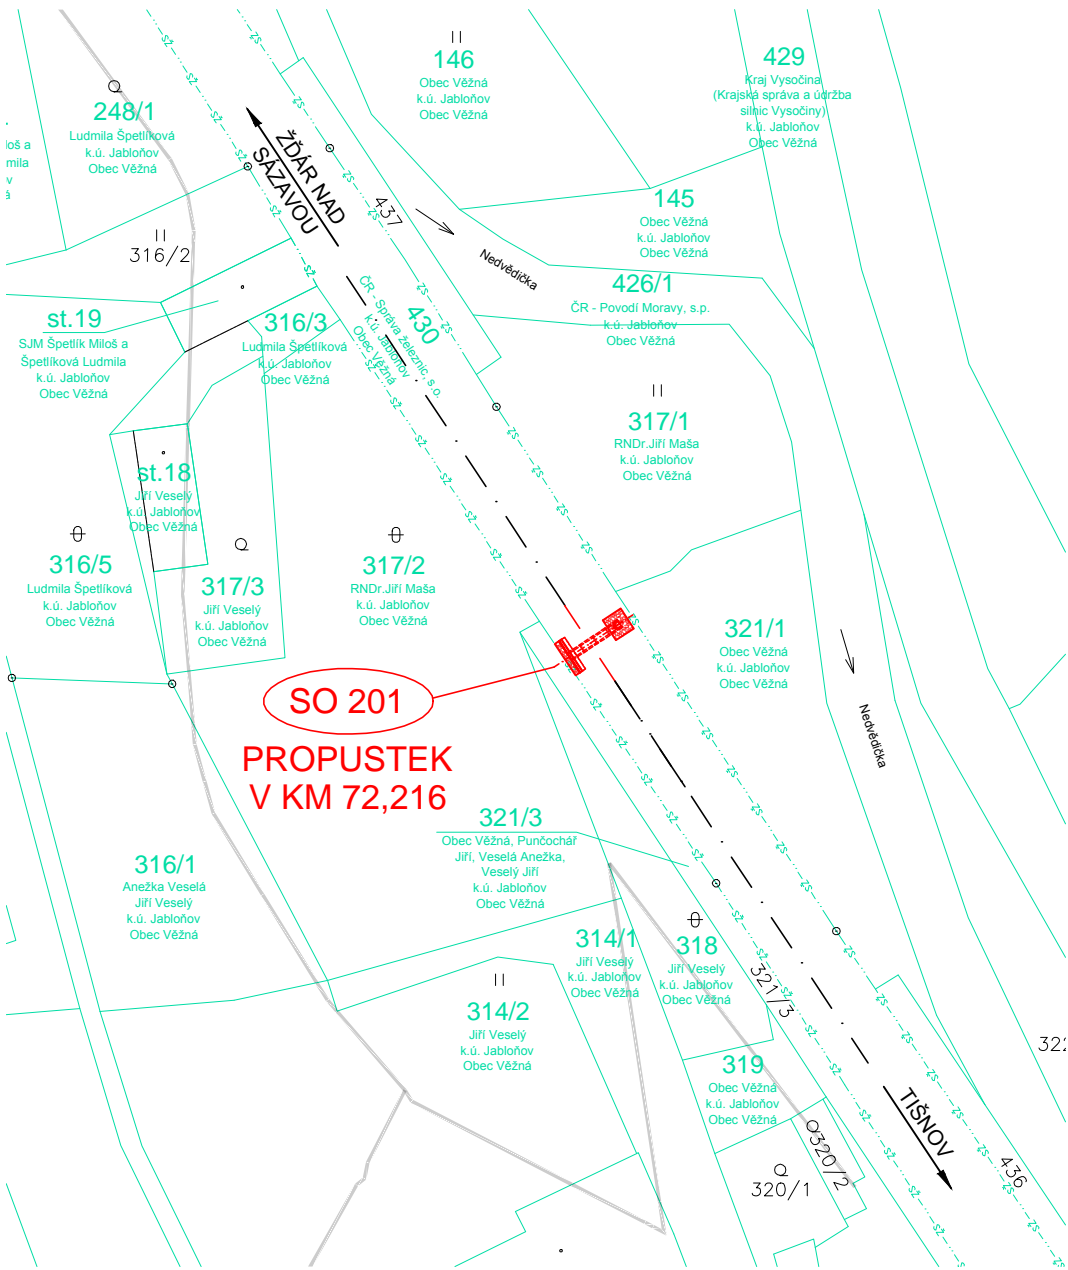 146
Obec Věžná
k.ú. Jabloňov
Obec Věžná
429
Kraj Vysočina
(Krajská správa a údržba
silnic Vysočiny)
k.ú. Jabloňov
Obec Věžná
248/1
Ludmila Špetlíková
k.ú. Jabloňov
Obec Věžná
loš a
mila
v
á
ŽĎÁR NAD
SÁZAVOU
437
145
Obec Věžná
k.ú. Jabloňov
Obec Věžná
316/2
Nedvědička
426/1
ČR - Povodí Moravy, s.p.
k.ú. Jabloňov
Obec Věžná
430
ČR - Správa železnic, s.o.
k.ú. Jabloňov
Obec Věžná
st.19
SJM Špetlík Miloš a
Špetlíková Ludmila
k.ú. Jabloňov
Obec Věžná
316/3
Ludmila Špetlíková
k.ú. Jabloňov
Obec Věžná
317/1
RNDr.Jiří Maša
k.ú. Jabloňov
Obec Věžná
st.18
Jiří Veselý
k.ú. Jabloňov
Obec Věžná
316/5
Ludmila Špetlíková
k.ú. Jabloňov
Obec Věžná
317/3
Jiří Veselý
k.ú. Jabloňov
Obec Věžná
317/2
RNDr.Jiří Maša
k.ú. Jabloňov
Obec Věžná
321/1
Obec Věžná
k.ú. Jabloňov
Obec Věžná
Nedvědička
SO 201
PROPUSTEK
V KM 72,216
321/3
Obec Věžná, Punčochář
Jiří, Veselá Anežka,
Veselý Jiří
k.ú. Jabloňov
Obec Věžná
316/1
Anežka Veselá
Jiří Veselý
k.ú. Jabloňov
Obec Věžná
314/1
Jiří Veselý
k.ú. Jabloňov
Obec Věžná
318
Jiří Veselý
k.ú. Jabloňov
Obec Věžná
321/3
314/2
Jiří Veselý
k.ú. Jabloňov
Obec Věžná
322
319
Obec Věžná
k.ú. Jabloňov
Obec Věžná
TIŠNOV
436
320/2
320/1